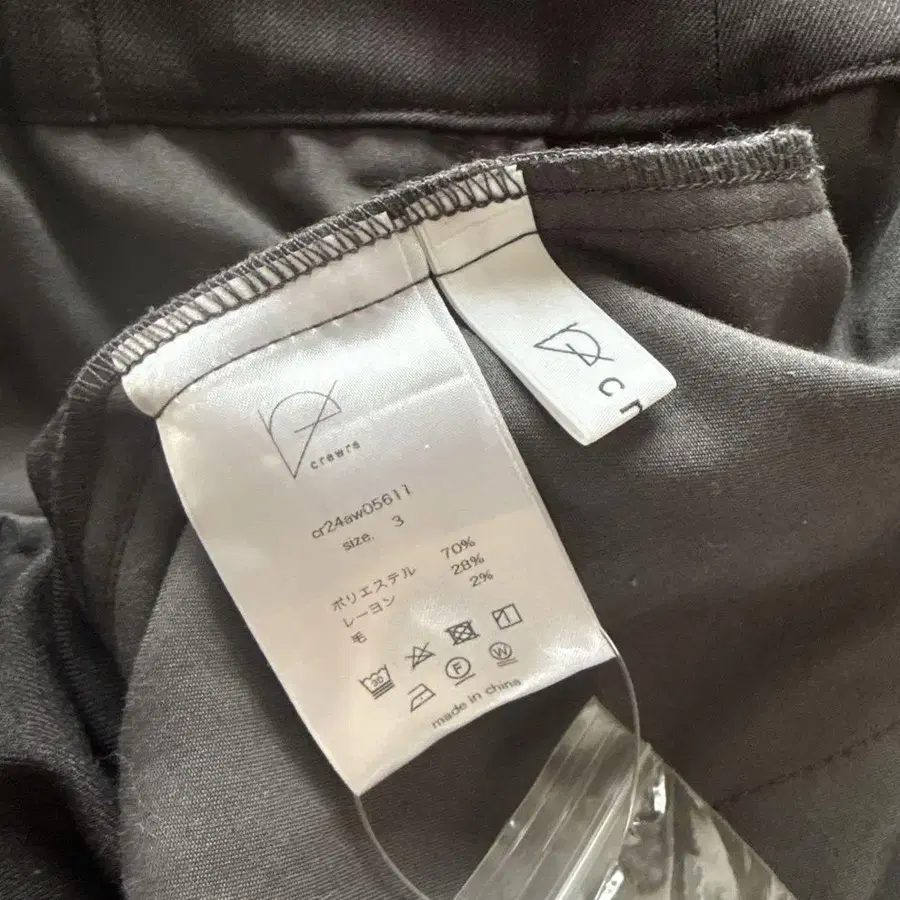 crewrs
cr24aw05611
size. 3
ポリエステル 70%
レーヨン 28%
毛 2%
30
F
W
made in china